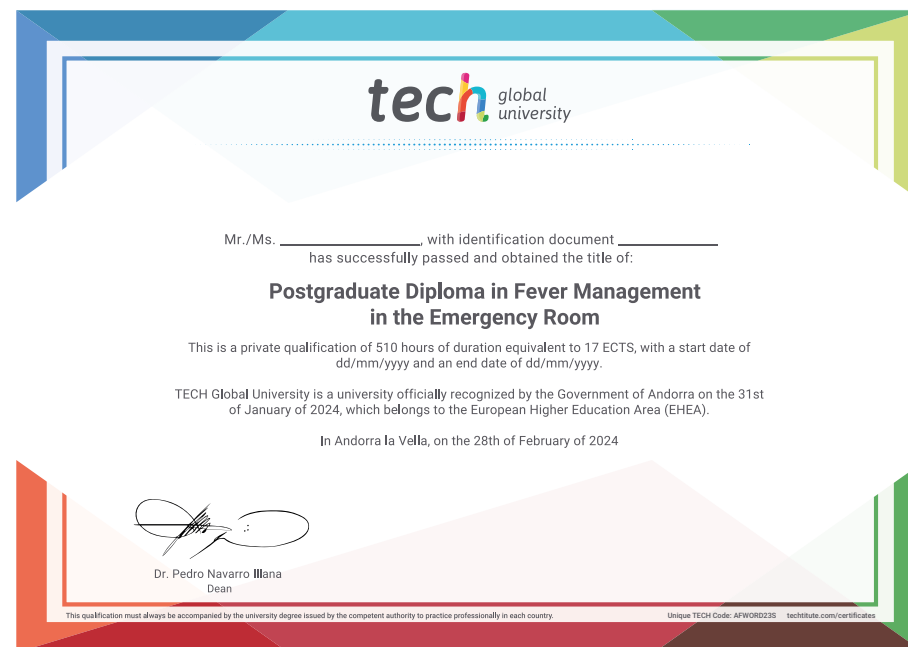 tech global university
Mr./Ms. ____________, with identification document ____________
has successfully passed and obtained the title of:
Postgraduate Diploma in Fever Management
in the Emergency Room
This is a private qualification of 510 hours of duration equivalent to 17 ECTS, with a start date of
dd/mm/yyyy and an end date of dd/mm/yyyy.
TECH Global University is a university officially recognized by the Government of Andorra on the 31st
of January of 2024, which belongs to the European Higher Education Area (EHEA).
In Andorra la Vella, on the 28th of February of 2024
Dr. Pedro Navarro Illana
Dean
This qualification must always be accompanied by the university degree issued by the competent authority to practice professionally in each country.
Unique TECH Code: AFWORD23S techtitute.com/certificates